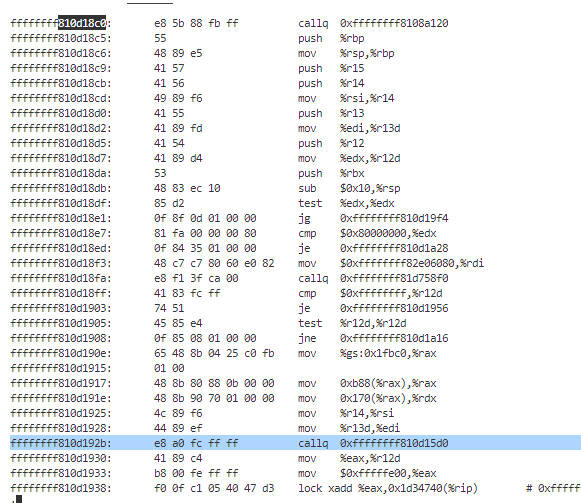 ffffffff810d18c0: e8 5b 88 fb ff callq 0xffffffff8108a120
ffffffff810d18c5: 55 push %rbp
ffffffff810d18c6: 48 89 e5 mov %rsp,%rbp
ffffffff810d18c9: 41 57 push %r15
ffffffff810d18cb: 41 56 push %r14
ffffffff810d18cd: 49 89 f6 mov %rsi,%r14
ffffffff810d18d0: 41 55 push %r13
ffffffff810d18d2: 41 89 fd mov %edi,%r13d
ffffffff810d18d5: 41 54 push %r12
ffffffff810d18d7: 41 89 d4 mov %edx,%r12d
ffffffff810d18da: 53 push %rbx
ffffffff810d18db: 48 83 ec 10 sub $0x10,%rsp
ffffffff810d18df: 85 d2 test %edx,%edx
ffffffff810d18e1: 0f 8f 0d 01 00 00 jg 0xffffffff810d19f4
ffffffff810d18e7: 81 fa 00 00 00 80 cmp $0x80000000,%edx
ffffffff810d18ed: 0f 84 35 01 00 00 je 0xffffffff810d1a28
ffffffff810d18f3: 48 c7 c7 80 60 e0 82 mov $0xffffffff82e06080,%rdi
ffffffff810d18fa: e8 f1 3f ca 00 callq 0xffffffff81d758f0
ffffffff810d18ff: 41 83 fc ff cmp $0xffffffff,%r12d
ffffffff810d1903: 74 51 je 0xffffffff810d1956
ffffffff810d1905: 45 85 e4 test %r12d,%r12d
ffffffff810d1908: 0f 85 08 01 00 00 jne 0xffffffff810d1a16
ffffffff810d190e: 65 48 8b 04 25 c0 fb mov %gs:0x1fbc0,%rax
ffffffff810d1915: 01 00
ffffffff810d1917: 48 8b 80 88 0b 00 00 mov 0xb88(%rax),%rax
ffffffff810d191e: 48 8b 90 70 01 00 00 mov 0x170(%rax),%rdx
ffffffff810d1925: 4c 89 f6 mov %r14,%rsi
ffffffff810d1928: 44 89 ef mov %r13d,%edi
ffffffff810d192b: e8 a0 fc ff ff callq 0xffffffff810d15d0
ffffffff810d1930: 41 89 c4 mov %eax,%r12d
ffffffff810d1933: b8 00 fe ff ff mov $0xfffffe00,%eax
ffffffff810d1938: f0 0f c1 05 40 47 d3 lock xadd %eax,0x1d34740(%rip) # 0xfffff
: